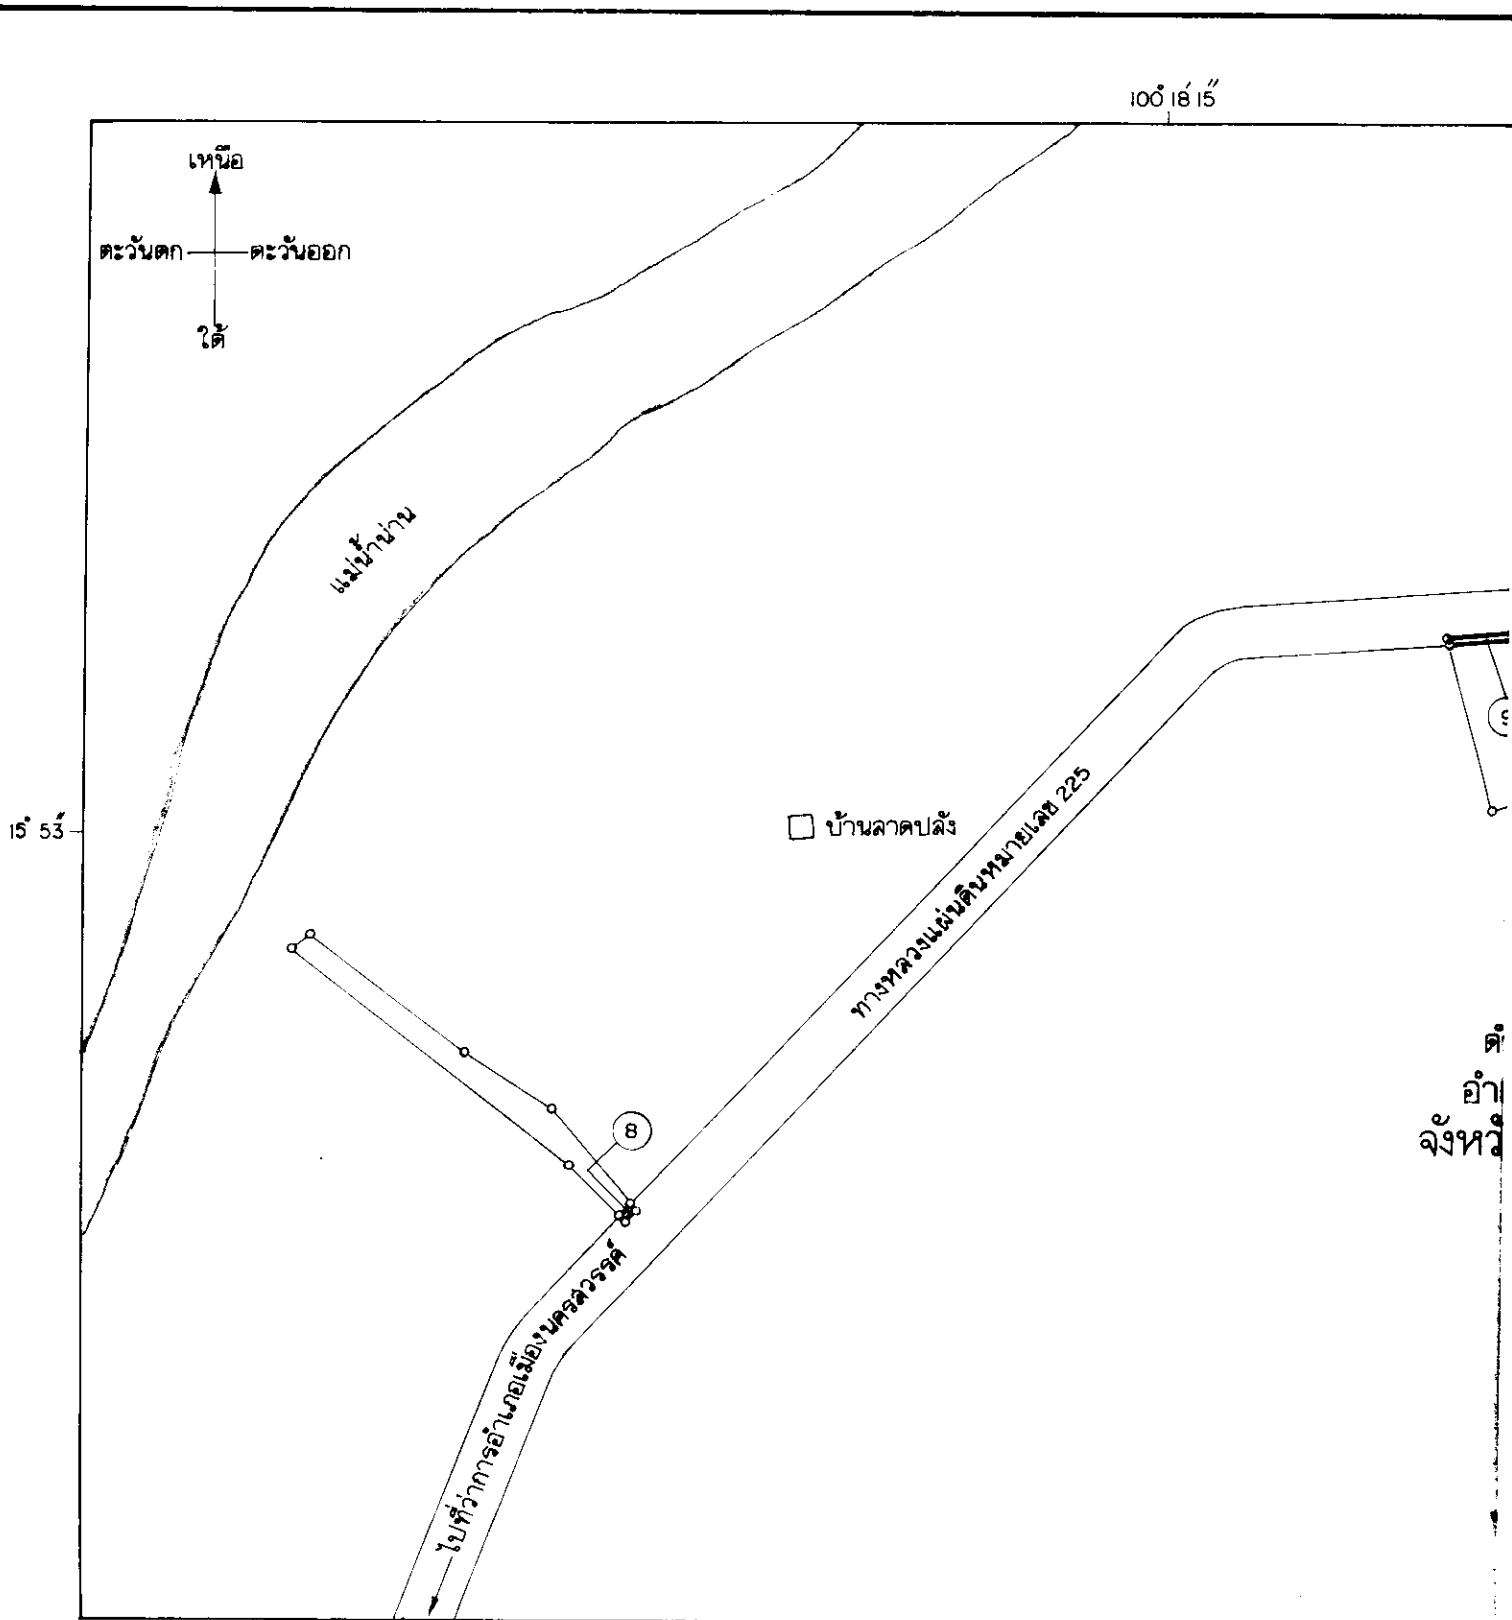 100° 18′ 15″
เหนือ
ตะวันตก ตะวันออก
ใต้
แม่น้ำน่าน
15° 53′
บ้านลาดปลัง
ทางหลวงแผ่นดินหมายเลข 225
8
ไปที่ว่าการอำเภอเมืองนครสวรรค์